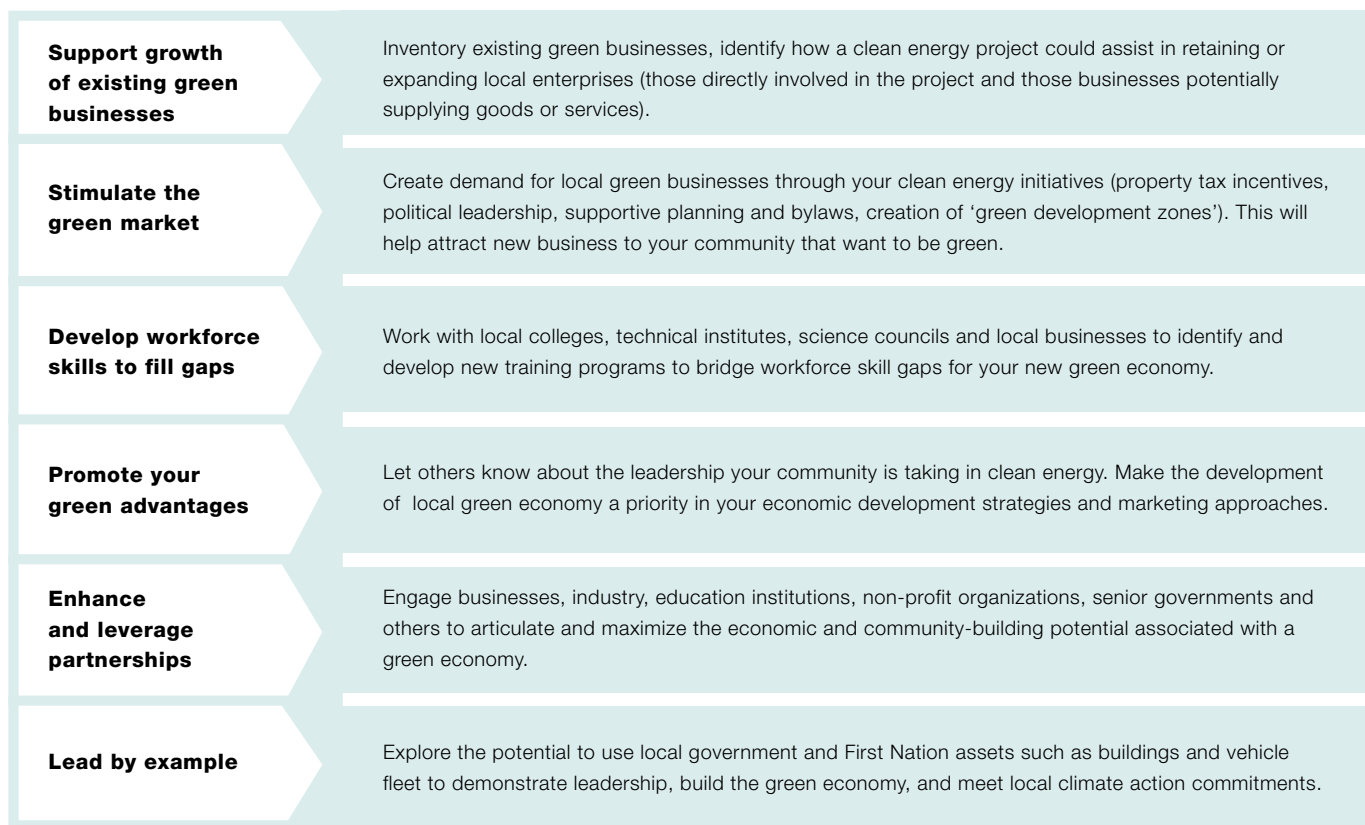 Support growth
of existing green
businesses
Inventory existing green businesses, identify how a clean energy project could assist in retaining or
expanding local enterprises (those directly involved in the project and those businesses potentially
supplying goods or services).
Stimulate the
green market
Create demand for local green businesses through your clean energy initiatives (property tax incentives,
political leadership, supportive planning and bylaws, creation of ‘green development zones’). This will
help attract new business to your community that want to be green.
Develop workforce
skills to fill gaps
Work with local colleges, technical institutes, science councils and local businesses to identify and
develop new training programs to bridge workforce skill gaps for your new green economy.
Promote your
green advantages
Let others know about the leadership your community is taking in clean energy. Make the development
of  local green economy a priority in your economic development strategies and marketing approaches.
Enhance
and leverage
partnerships
Engage businesses, industry, education institutions, non-profit organizations, senior governments and
others to articulate and maximize the economic and community-building potential associated with a
green economy.
Lead by example
Explore the potential to use local government and First Nation assets such as buildings and vehicle
fleet to demonstrate leadership, build the green economy, and meet local climate action commitments.